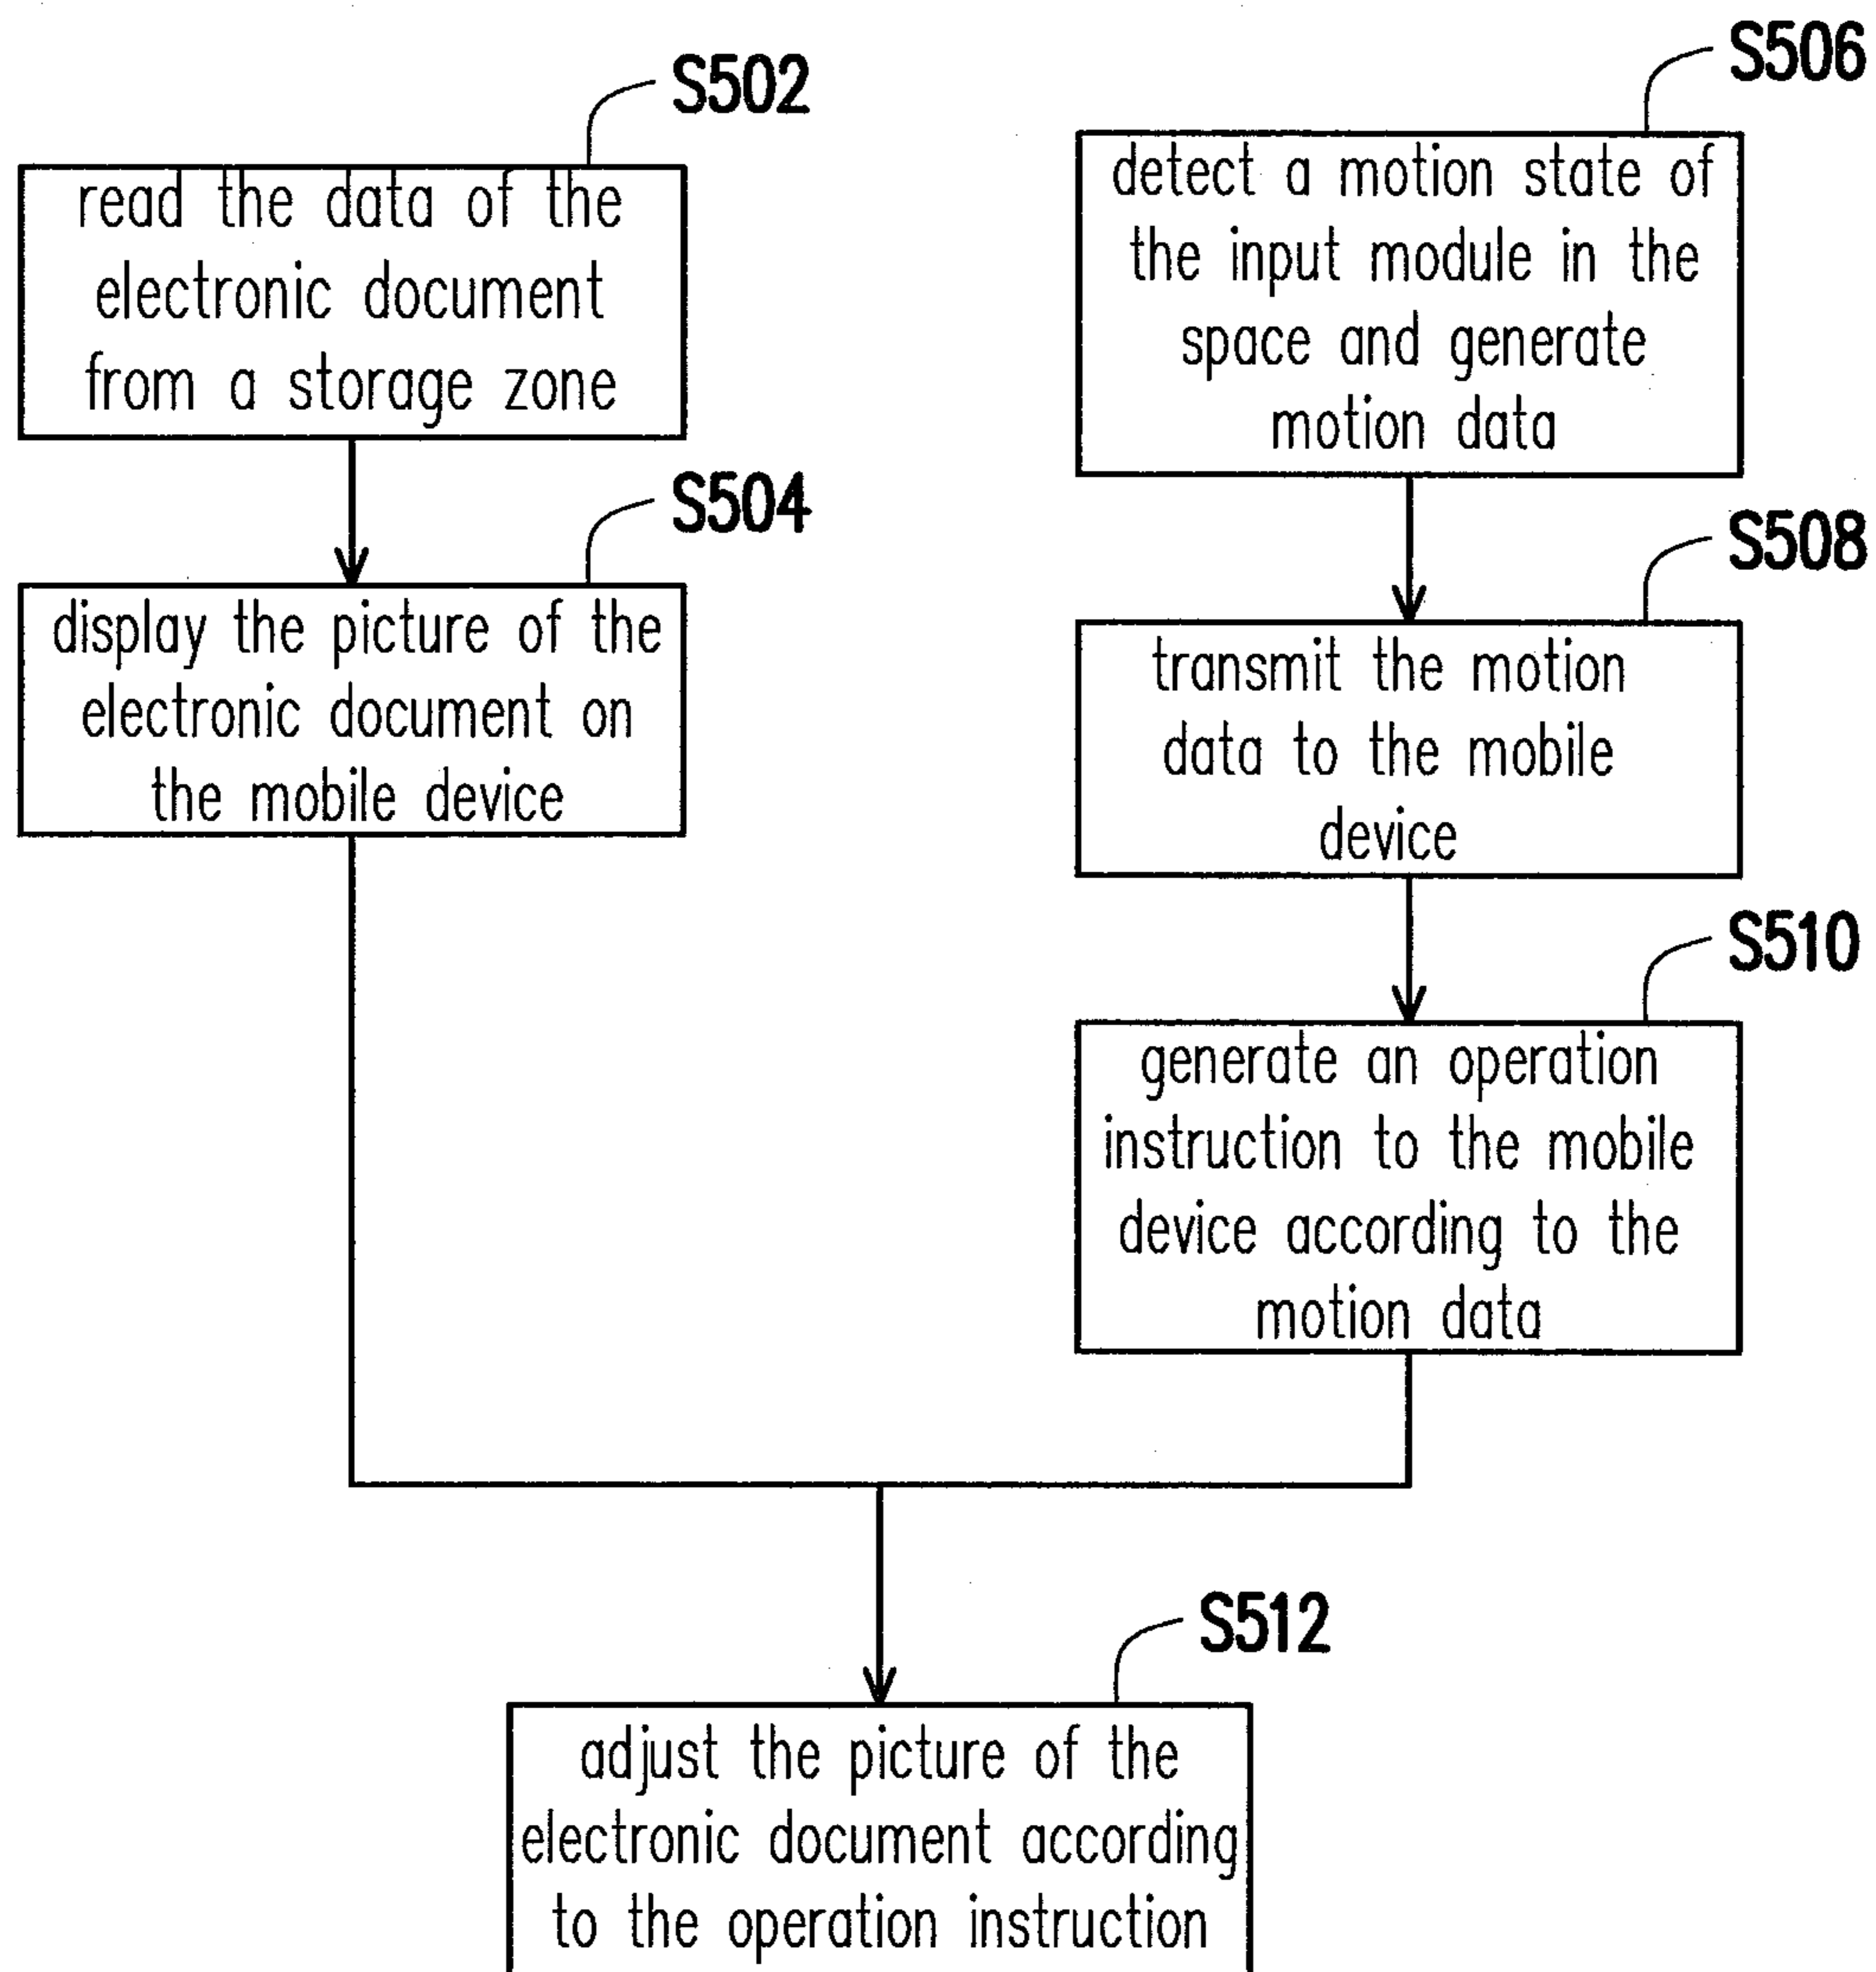 S502
read the data of the
electronic document
from a storage zone
S504
display the picture of the
electronic document on
the mobile device
S506
detect a motion state of
the input module in the
space and generate
motion data
S508
transmit the motion
data to the mobile
device
S510
generate an operation
instruction to the mobile
device according to the
motion data
S512
adjust the picture of the
electronic document according
to the operation instruction